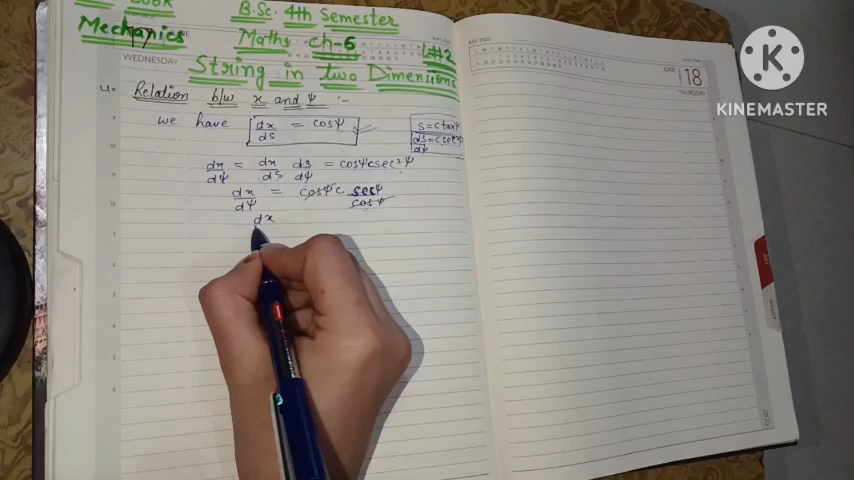 Mechanics
B.Sc. 4th Semester
Maths ch-6
L#2
String in two Dimensions
WEDNESDAY
Relation b/w x and ψ :-
we have dx/ds = cosψ
s = c tanψ
ds/dψ = c sec²ψ
dx/dψ = dx/ds ds/dψ = cosψ c sec²ψ
dx/dψ = cosψ c secψ/cosψ
dx
JUNE 18
THURSDAY
K
KINEMASTER